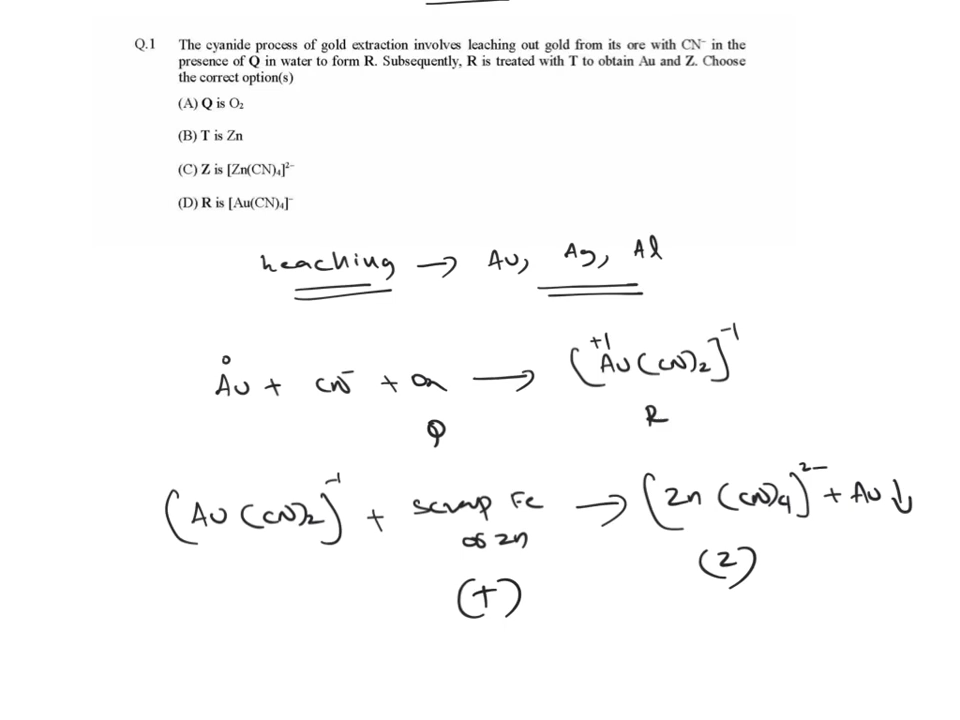 Q.1 The cyanide process of gold extraction involves leaching out gold from its ore with CN⁻ in the
presence of Q in water to form R. Subsequently, R is treated with T to obtain Au and Z. Choose
the correct option(s)
(A) Q is O₂
(B) T is Zn
(C) Z is [Zn(CN)₄]²⁻
(D) R is [Au(CN)₄]⁻
Leaching → Au, Ag, Al
Au⁰ + CN⁻ + O₂ → [Au⁺¹(CN)₂]⁻¹
Q R
[Au(CN)₂]⁻¹ + scrap Fe → [Zn(CN)₄]²⁻ + Au ↓
or Zn
(T) (Z)